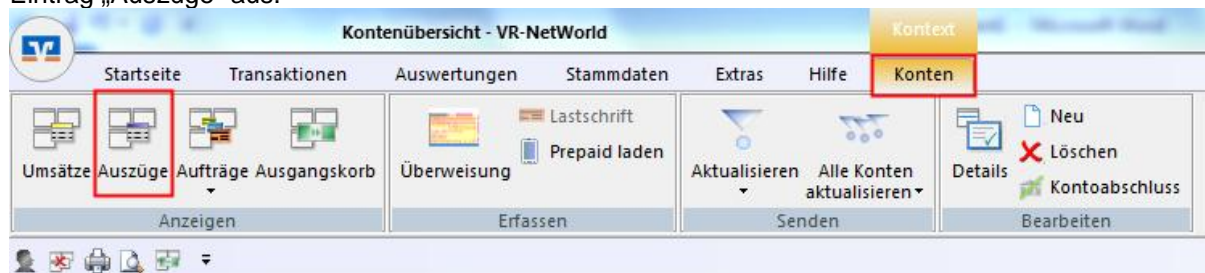 Eintrag „Auszüge“ aus.
Kontenübersicht - VR-NetWorld
Kontext
Startseite Transaktionen Auswertungen Stammdaten Extras Hilfe Konten
Umsätze Auszüge Aufträge Ausgangskorb
Überweisung
Lastschrift
Prepaid laden
Aktualisieren
Alle Konten
aktualisieren
Details
Neu
Löschen
Kontoabschluss
Anzeigen Erfassen Senden Bearbeiten